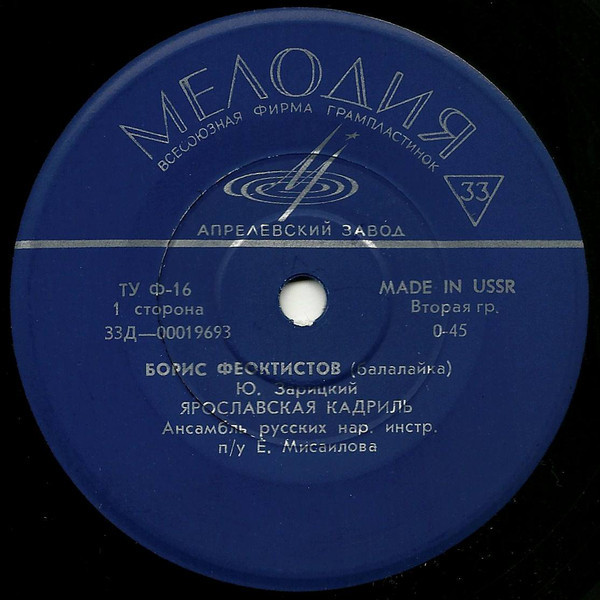 МЕЛОДИЯ
ВСЕСОЮЗНАЯ ФИРМА ГРАМПЛАСТИНОК
33
АПРЕЛЕВСКИЙ ЗАВОД
ТУ Ф-16
1 сторона
33Д—00019693
MADE IN USSR
Вторая гр.
0-45
БОРИС ФЕОКТИСТОВ (балалайка)
Ю. Зарицкий
ЯРОСЛАВСКАЯ КАДРИЛЬ
Ансамбль русских нар. инстр.
п/у Е. Мисаилова